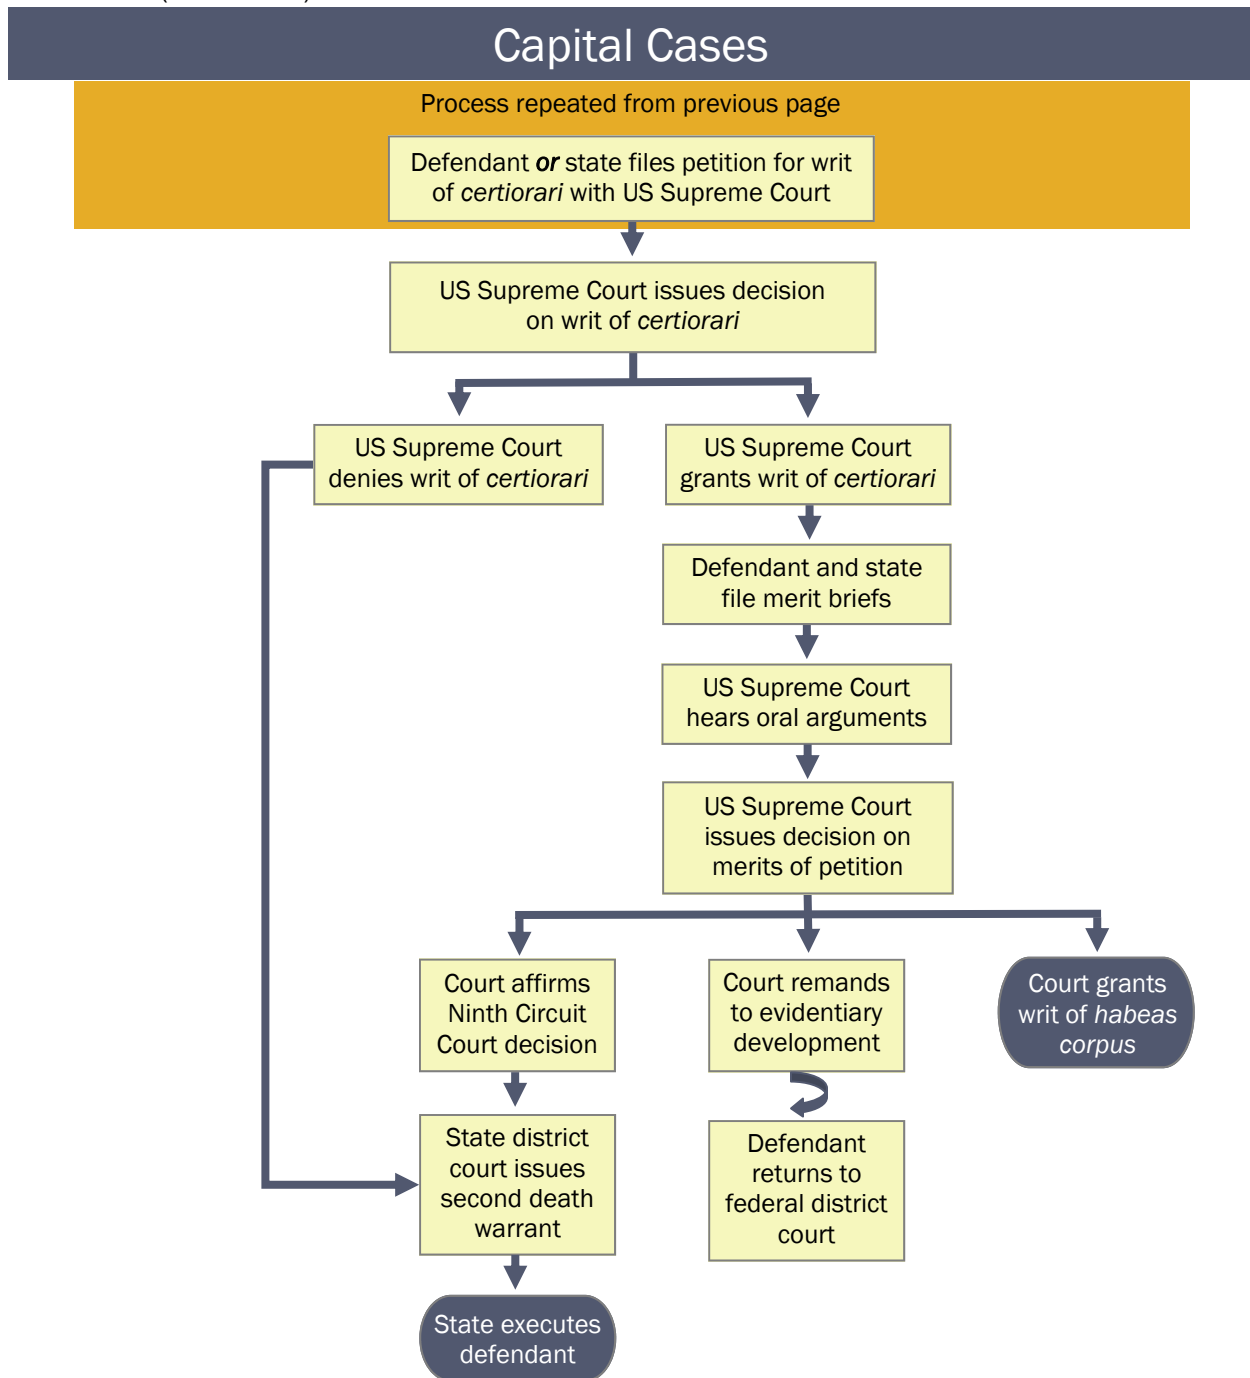 Capital Cases
Process repeated from previous page
Defendant or state files petition for writ
of certiorari with US Supreme Court
US Supreme Court issues decision
on writ of certiorari
US Supreme Court
denies writ of certiorari
US Supreme Court
grants writ of certiorari
Defendant and state
file merit briefs
US Supreme Court
hears oral arguments
US Supreme Court
issues decision on
merits of petition
Court affirms
Ninth Circuit
Court decision
Court remands
to evidentiary
development
Court grants
writ of habeas
corpus
State district
court issues
second death
warrant
Defendant
returns to
federal district
court
State executes
defendant